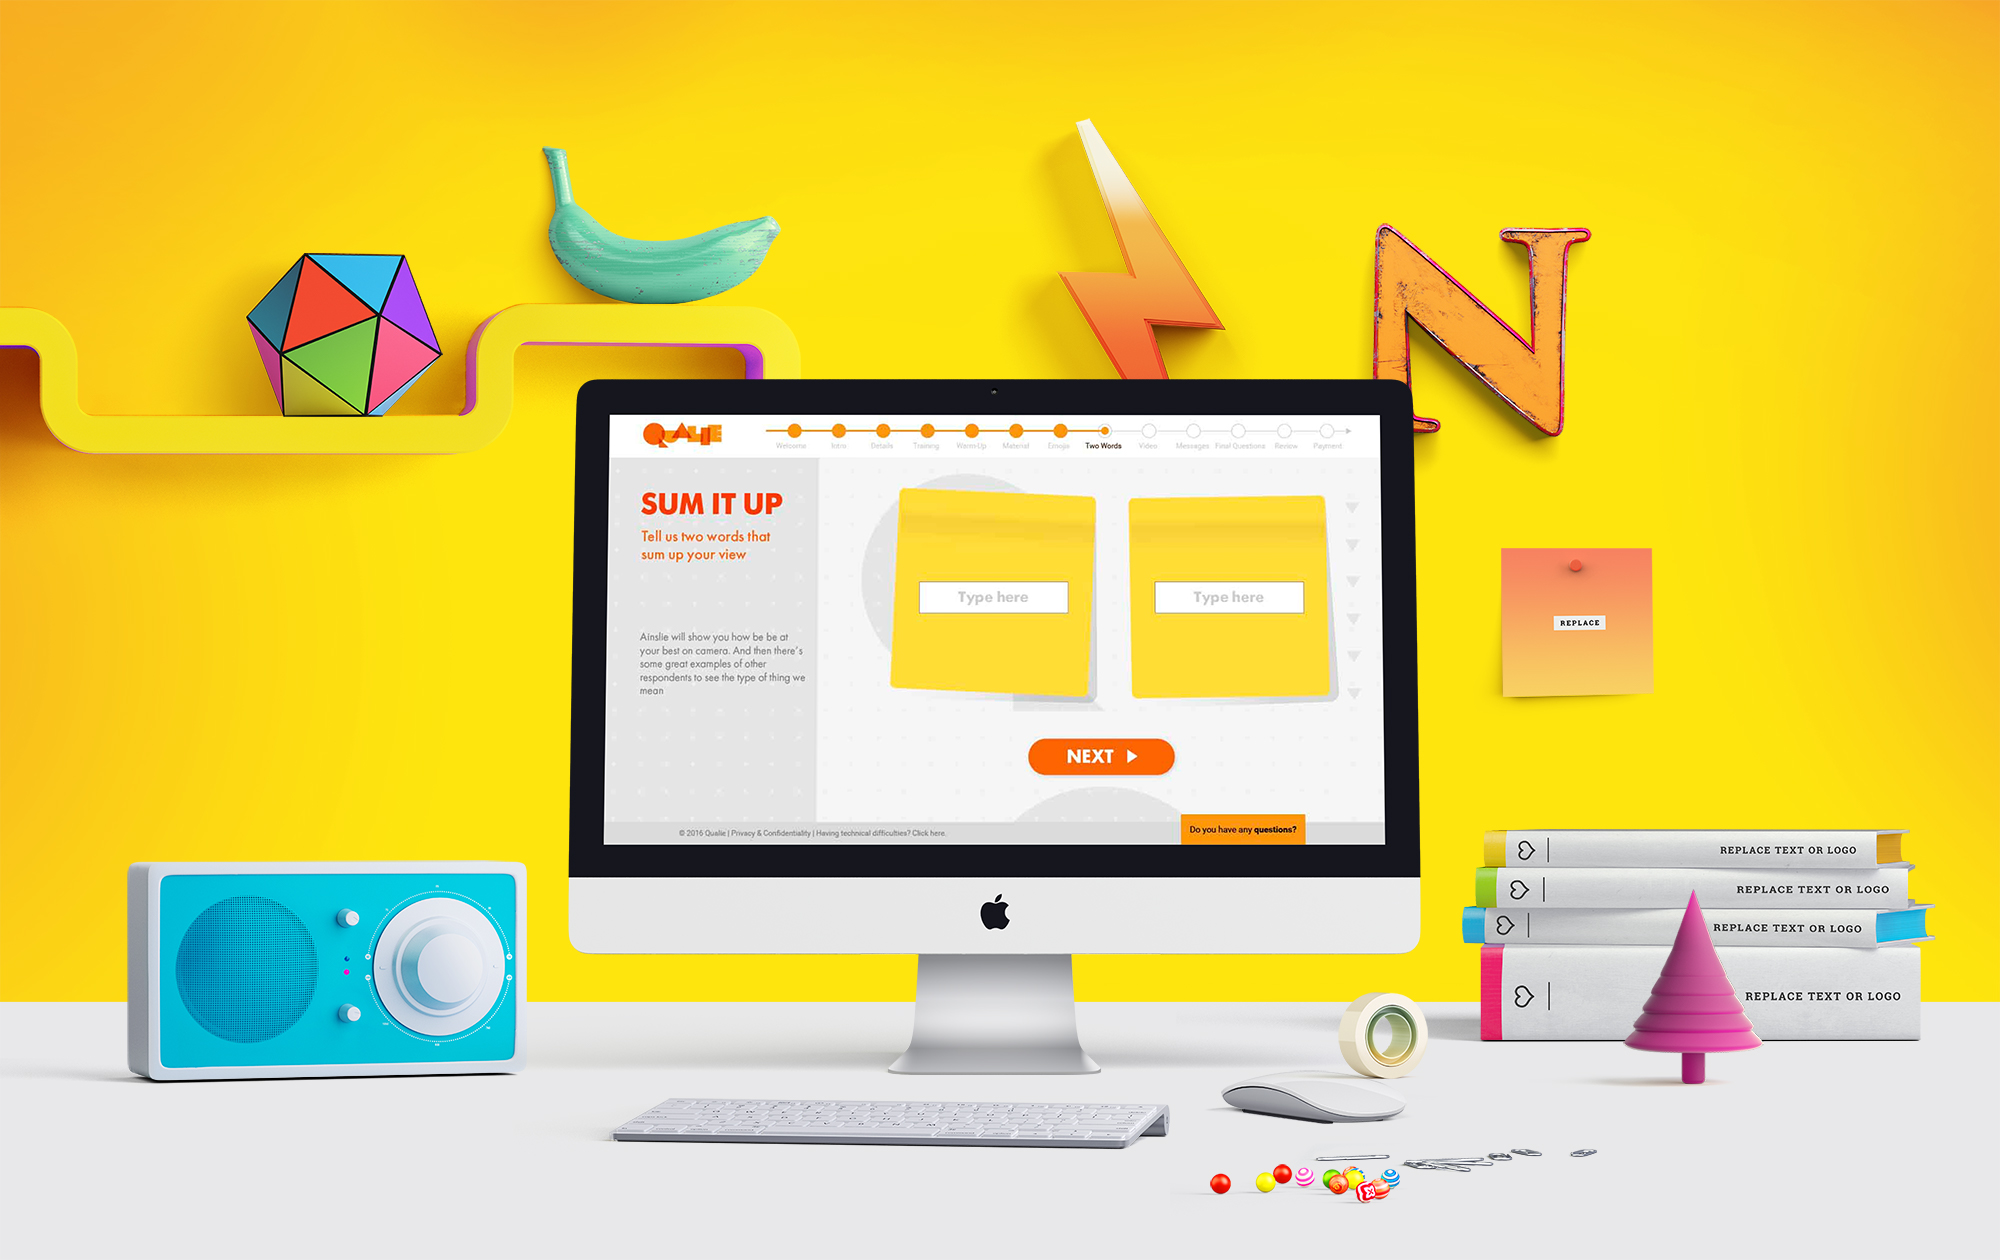 N
QUALIE
Welcome Intro Details Training Warm-Up Material Emojis Two Words Video Messages Final Questions Review Payment
SUM IT UP
Tell us two words that
sum up your view
Ainslie will show you how be be at
your best on camera. And then there's
some great examples of other
respondents to see the type of thing we
mean
Type here
Type here
NEXT
© 2016 Qualie | Privacy & Confidentiality | Having technical difficulties? Click here.
Do you have any questions?
REPLACE
REPLACE TEXT OR LOGO
REPLACE TEXT OR LOGO
REPLACE TEXT OR LOGO
REPLACE TEXT OR LOGO